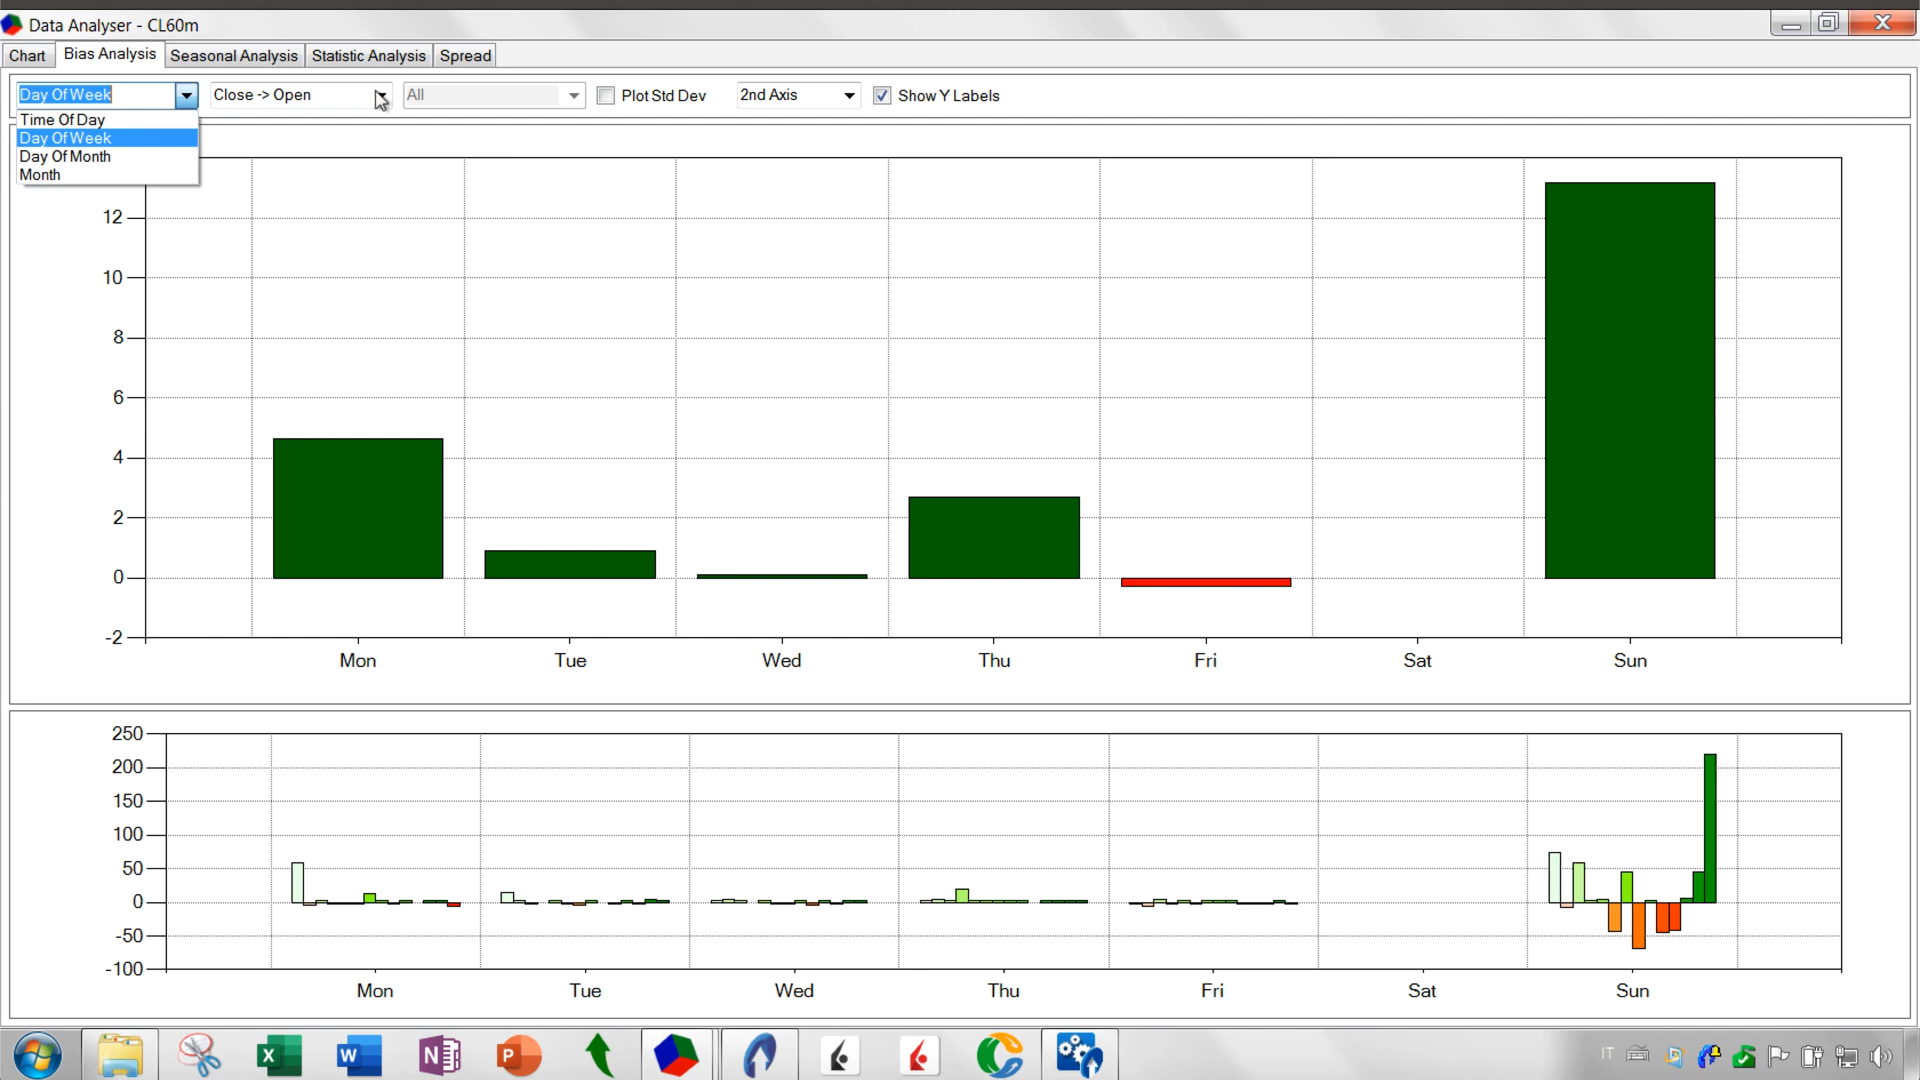 Data Analyser - CL60m
Chart
Bias Analysis
Seasonal Analysis
Statistic Analysis
Spread
Day Of Week
Close -> Open
All
Plot Std Dev
2nd Axis
Show Y Labels
Time Of Day
Day Of Week
Day Of Month
Month
12
10
8
6
4
2
0
-2
Mon Tue Wed Thu Fri Sat Sun
250
200
150
100
50
0
-50
-100
Mon Tue Wed Thu Fri Sat Sun
IT